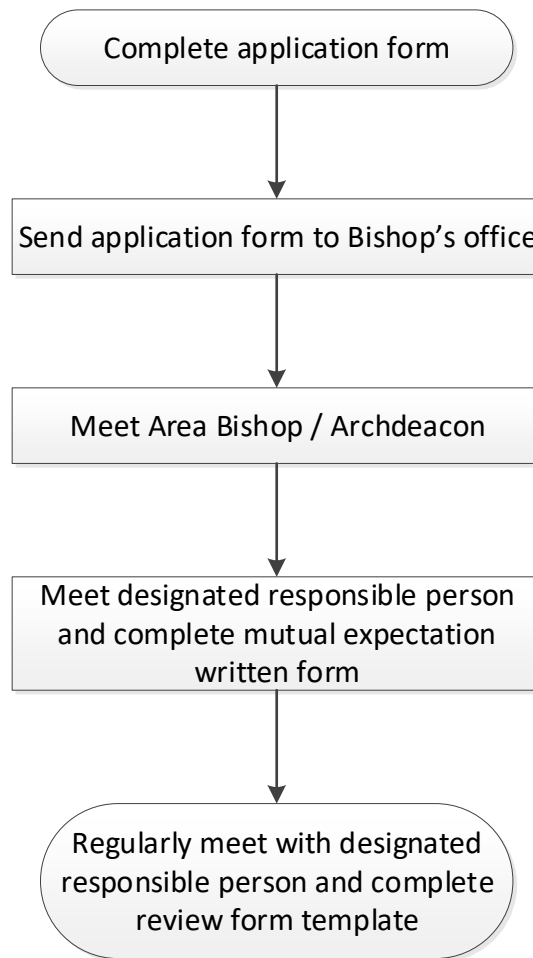 Complete application form
Send application form to Bishop’s office
Meet Area Bishop / Archdeacon
Meet designated responsible person
and complete mutual expectation
written form
Regularly meet with designated
responsible person and complete
review form template